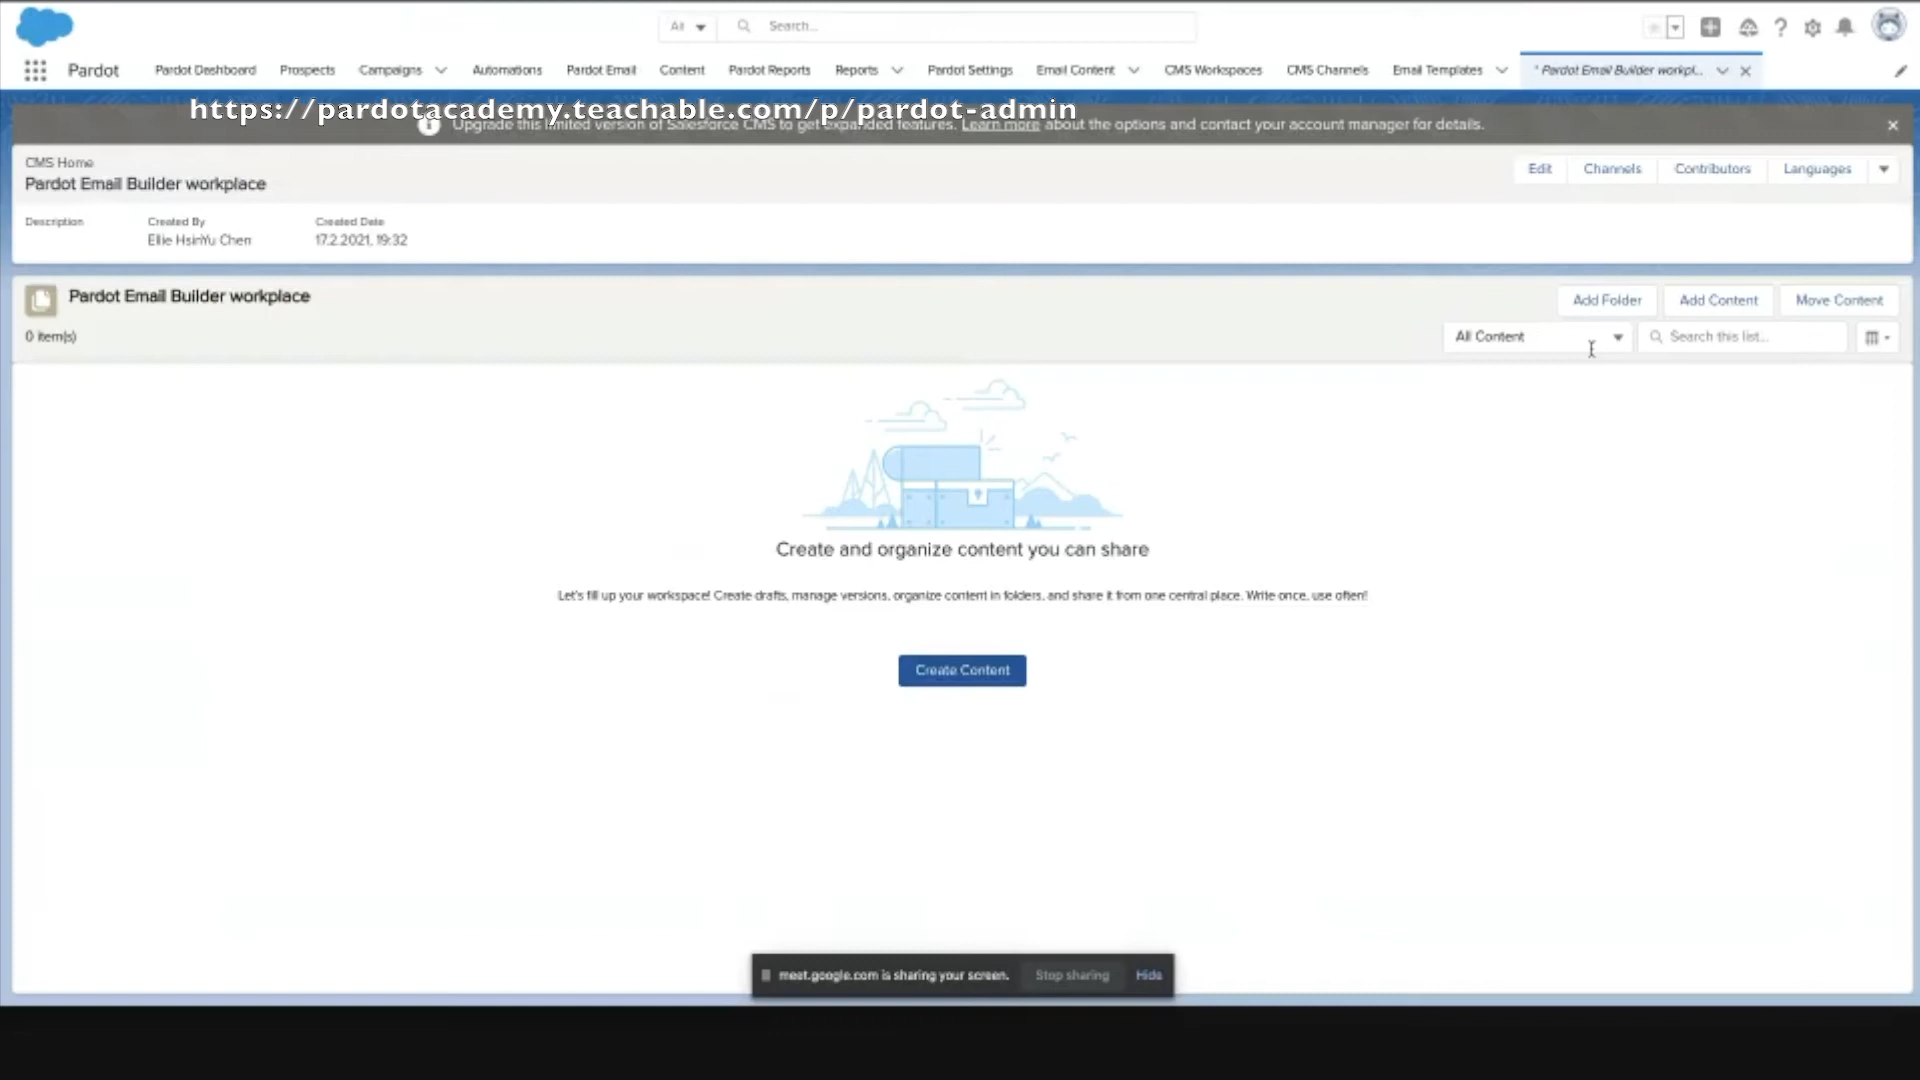 All
Search...
Pardot
Pardot Dashboard
Prospects
Campaigns
Automations
Pardot Email
Content
Pardot Reports
Reports
Pardot Settings
Email Content
CMS Workspaces
CMS Channels
Email Templates
* Pardot Email Builder workpl...
https://pardotacademy.teachable.com/p/pardot-admin
Upgrade this limited version of Salesforce CMS to get expanded features. Learn more about the options and contact your account manager for details.
CMS Home
Pardot Email Builder workplace
Edit
Channels
Contributors
Languages
Description
Created By
Created Date
Ellie HsinYu Chen
17.2.2021, 19:32
Pardot Email Builder workplace
Add Folder
Add Content
Move Content
0 item(s)
All Content
Search this list...
Create and organize content you can share
Let's fill up your workspace! Create drafts, manage versions, organize content in folders, and share it from one central place. Write once, use often!
Create Content
meet.google.com is sharing your screen.
Stop sharing
Hide